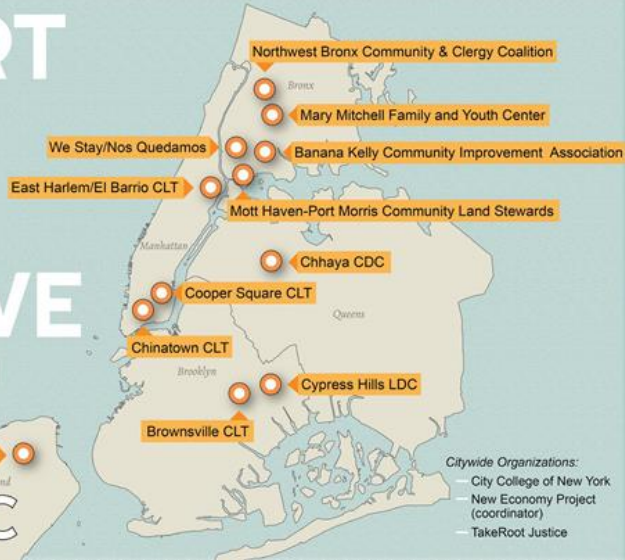 RT
Northwest Bronx Community & Clergy Coalition
Bronx
Mary Mitchell Family and Youth Center
We Stay/Nos Quedamos
Banana Kelly Community Improvement Association
East Harlem/El Barrio CLT
Mott Haven-Port Morris Community Land Stewards
Manhattan
Chhaya CDC
VE
Cooper Square CLT
Queens
Chinatown CLT
Brooklyn
Cypress Hills LDC
Brownsville CLT
Citywide Organizations:
City College of New York
New Economy Project
(coordinator)
TakeRoot Justice
nd
C